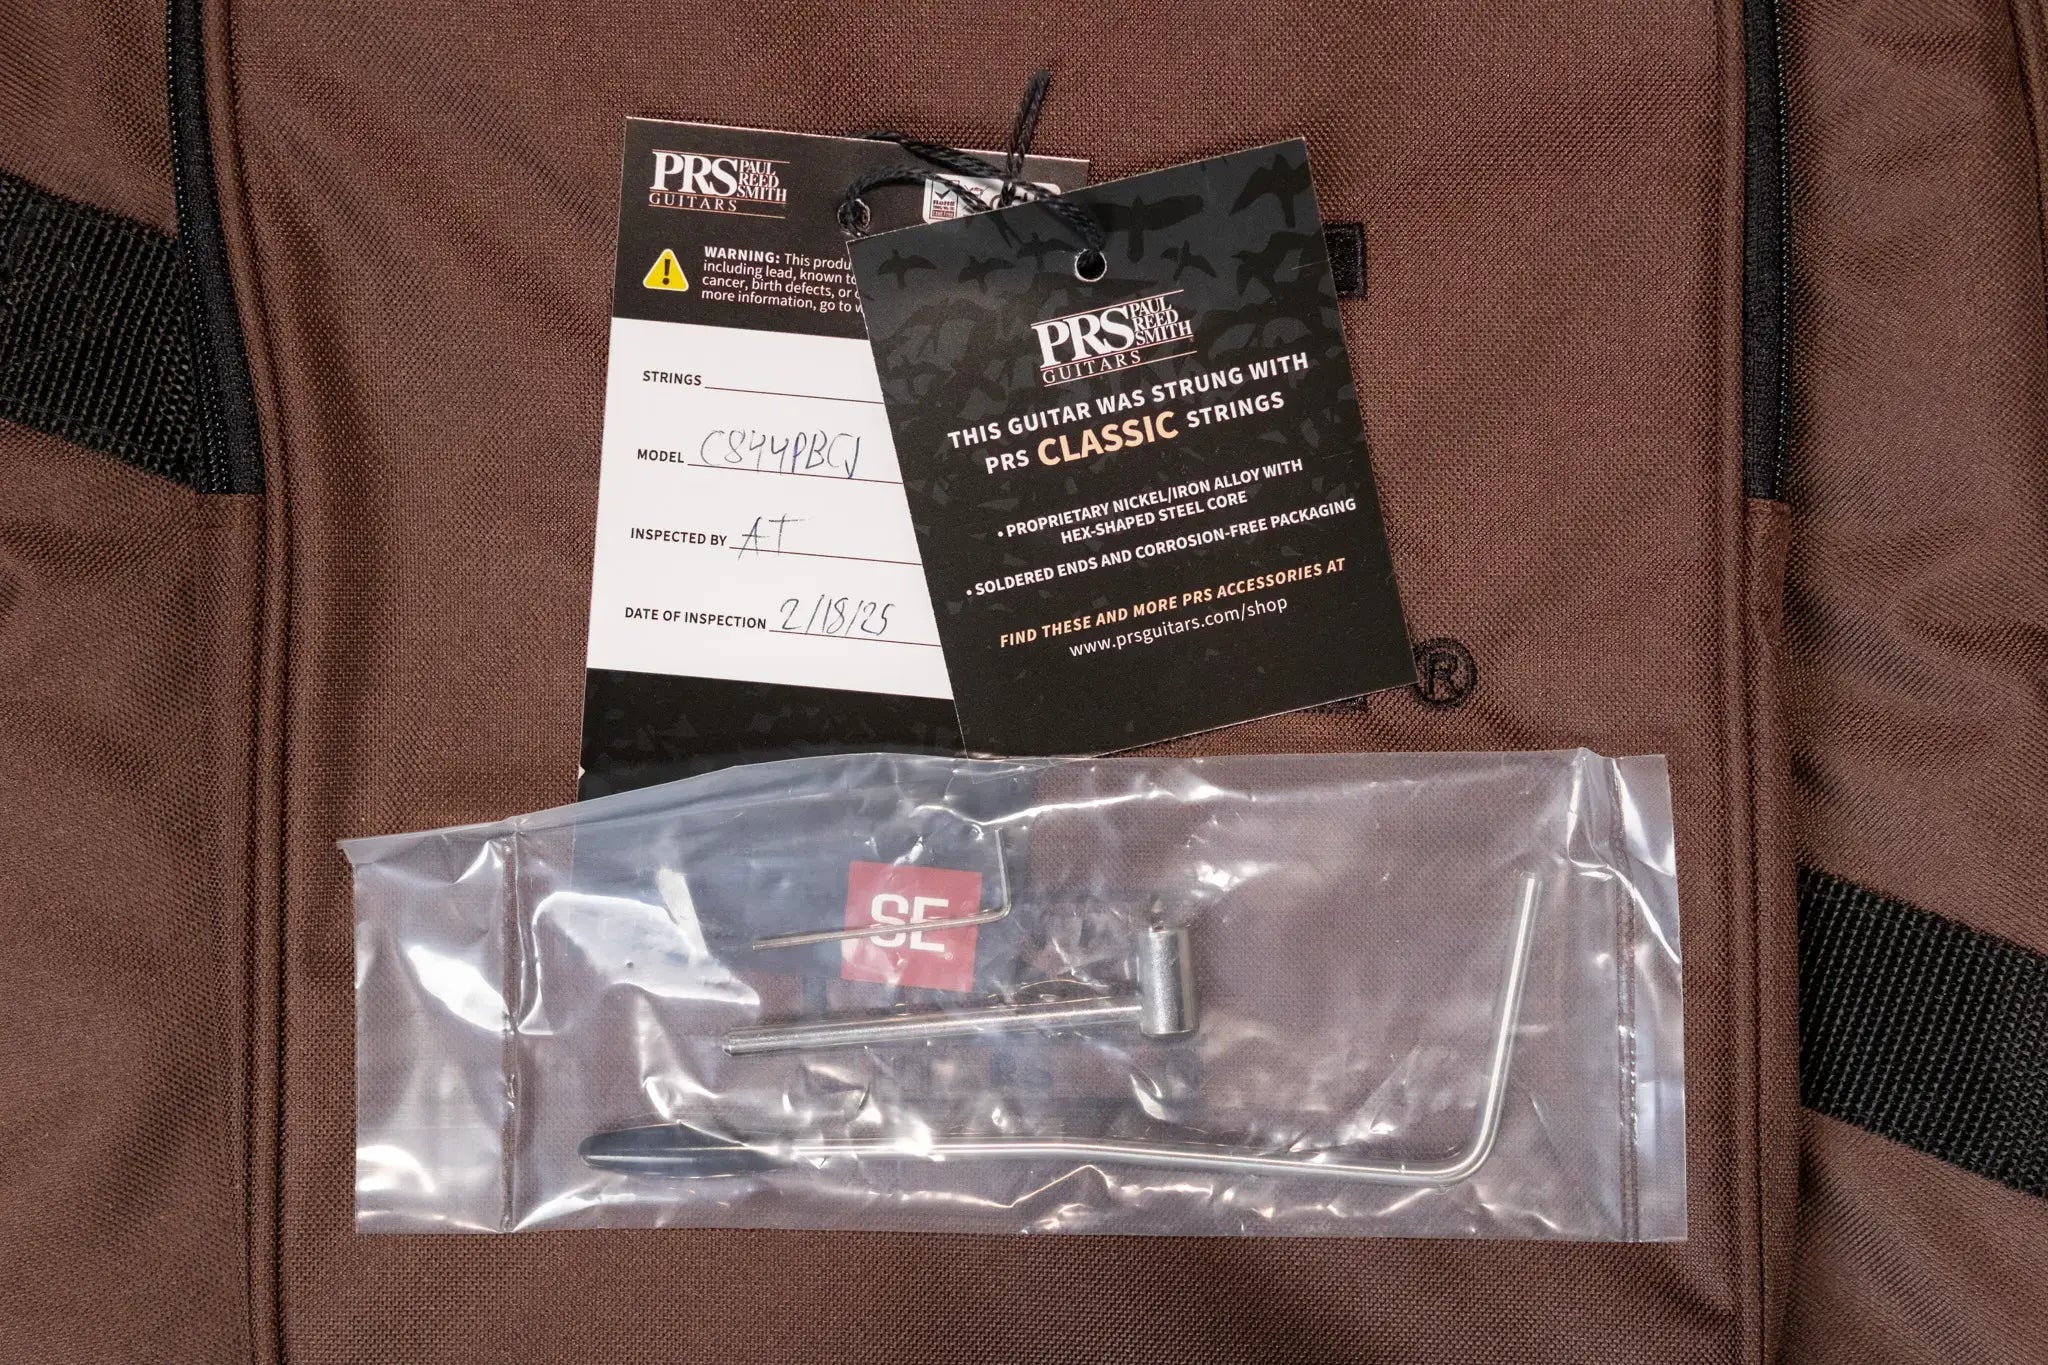 PRS PAUL REED SMITH
GUITARS
RoHS
WARNING: This produ
including lead, known to
cancer, birth defects, or
more information, go to w
STRINGS
MODEL C844PBCJ
INSPECTED BY AT
DATE OF INSPECTION 2/18/25
PRS PAUL REED SMITH
GUITARS
THIS GUITAR WAS STRUNG WITH
PRS CLASSIC STRINGS
• PROPRIETARY NICKEL/IRON ALLOY WITH
HEX-SHAPED STEEL CORE
• SOLDERED ENDS AND CORROSION-FREE PACKAGING
FIND THESE AND MORE PRS ACCESSORIES AT
www.prsguitars.com/shop
®
SE®